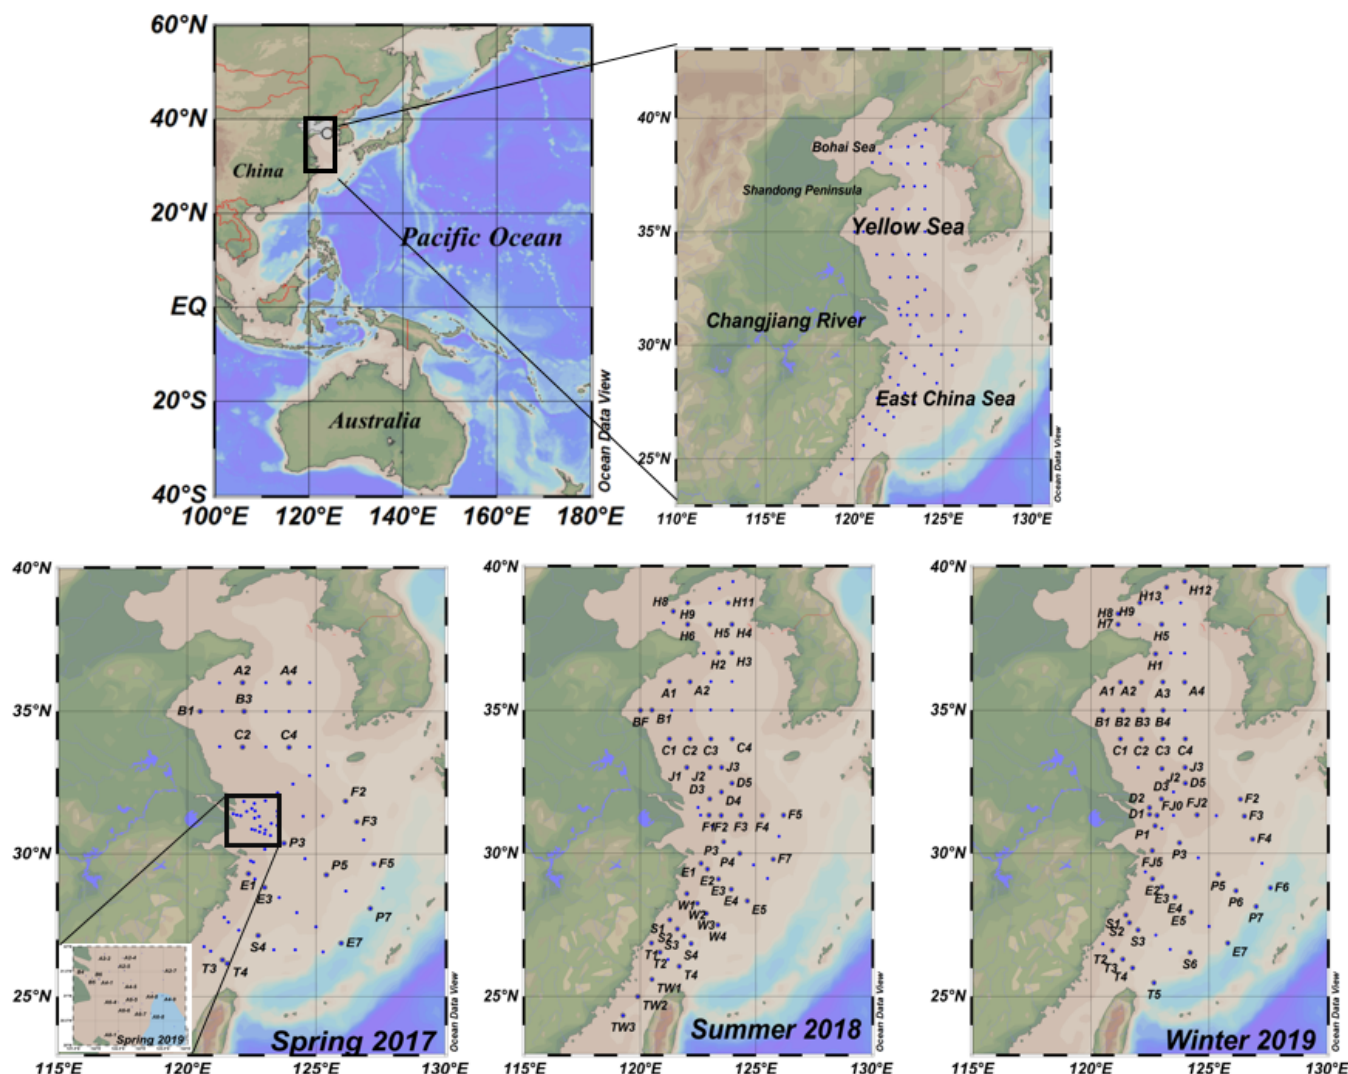 60°N
40°N
20°N
EQ
20°S
40°S
100°E
120°E
140°E
160°E
180°E
China
Pacific Ocean
Australia
Ocean Data View
40°N
35°N
30°N
25°N
110°E
115°E
120°E
125°E
130°E
Bohai Sea
Shandong Peninsula
Yellow Sea
Changjiang River
East China Sea
Ocean Data View
40°N
35°N
30°N
25°N
115°E
120°E
125°E
130°E
A2
A4
B3
B1
C2
C4
F2
F3
P3
P5
F5
E1
E3
P7
S4
E7
T3
T4
Spring 2019
Spring 2017
Ocean Data View
40°N
35°N
30°N
25°N
115°E
120°E
125°E
130°E
H8
H9
H11
H6
H5
H4
H2
H3
A1
A2
BF
B1
C1
C2
C3
C4
J1
J2
J3
D3
D5
D4
F1
F2
F3
F4
F5
P3
P4
F7
E1
E2
E3
E4
E5
W1
W2
W3
W4
S1
S2
S3
S4
T1
T2
T4
TW1
TW2
TW3
Summer 2018
Ocean Data View
40°N
35°N
30°N
25°N
115°E
120°E
125°E
130°E
H13
H12
H8
H9
H7
H5
H1
A1
A2
A3
A4
B1
B2
B3
B4
C1
C2
C3
C4
J3
J2
D3
D5
D2
FJ0
FJ2
D1
F2
F3
F4
P1
P3
FJ5
P5
P6
F6
P7
E2
E3
E4
E5
S2
S3
E7
T2
T3
T4
S6
T5
Winter 2019
Ocean Data View